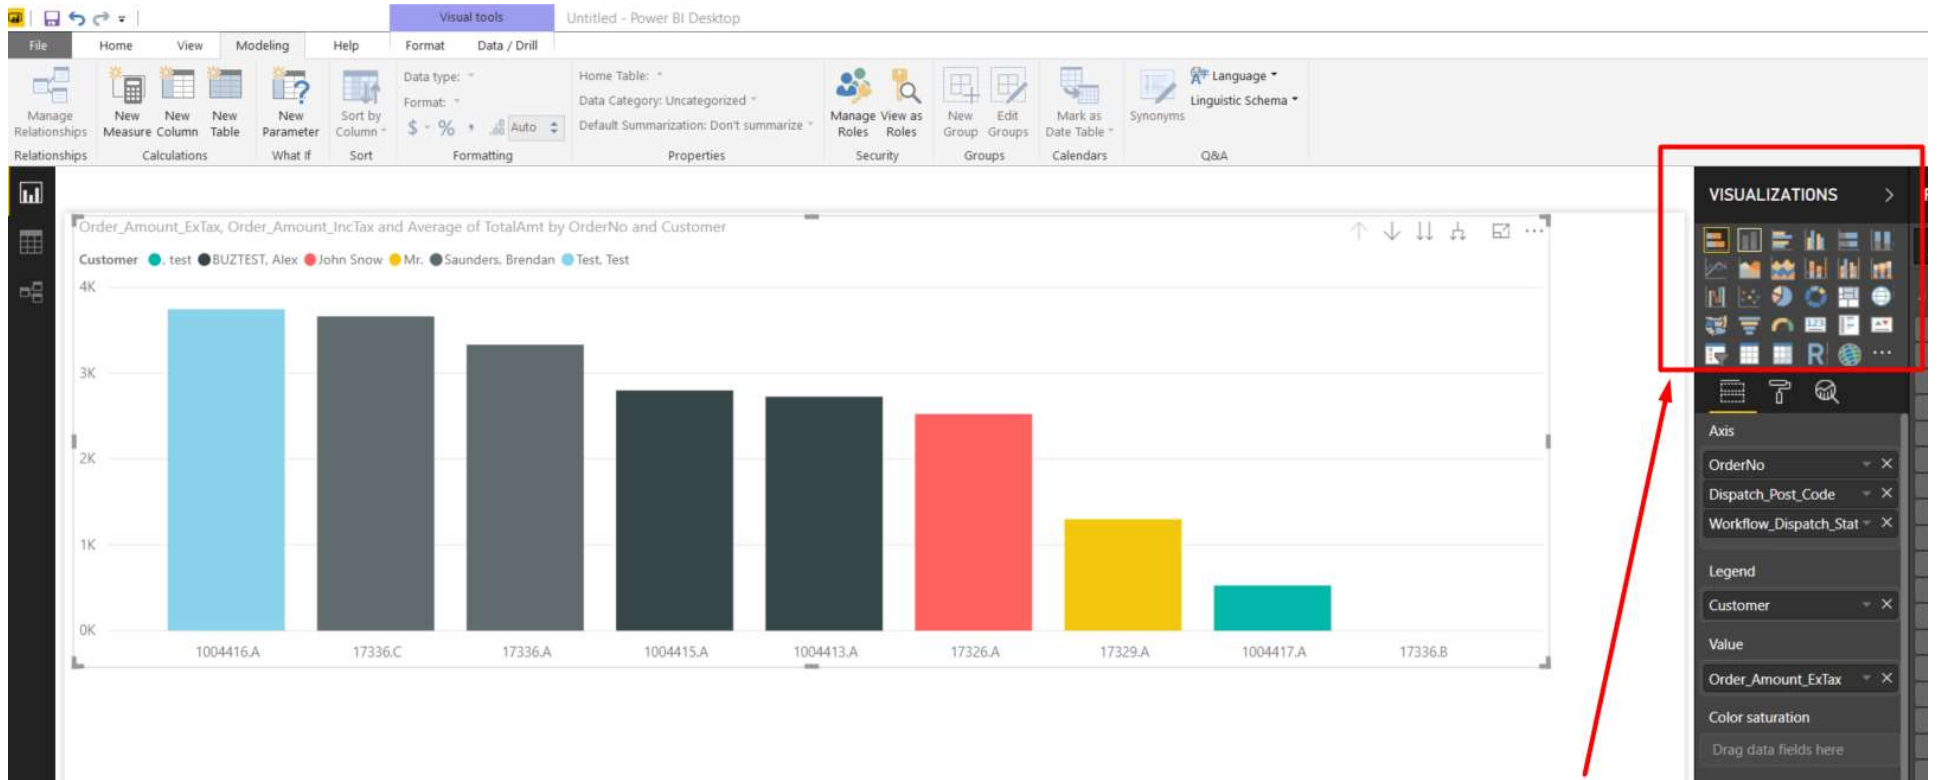 Visual tools
Untitled - Power BI Desktop
File Home View Modeling Help Format Data / Drill
Manage Relationships
New Measure
New Column
New Table
New Parameter
Sort by Column
Data type:
Format:
$ % , .00 Auto
Home Table:
Data Category: Uncategorized
Default Summarization: Don't summarize
Manage Roles
View as Roles
New Group
Edit Groups
Mark as Date Table
Synonyms
Language
Linguistic Schema
Relationships Calculations What If Sort Formatting Properties Security Groups Calendars Q&A
Order_Amount_ExTax, Order_Amount_IncTax and Average of TotalAmt by OrderNo and Customer
Customer , test BUZTEST, Alex John Snow Mr. Saunders, Brendan Test, Test
4K
3K
2K
1K
0K
1004416.A 17336.C 17336.A 1004415.A 1004413.A 17326.A 17329.A 1004417.A 17336.B
VISUALIZATIONS
123
R
Axis
OrderNo
Dispatch_Post_Code
Workflow_Dispatch_Stat
Legend
Customer
Value
Order_Amount_ExTax
Color saturation
Drag data fields here